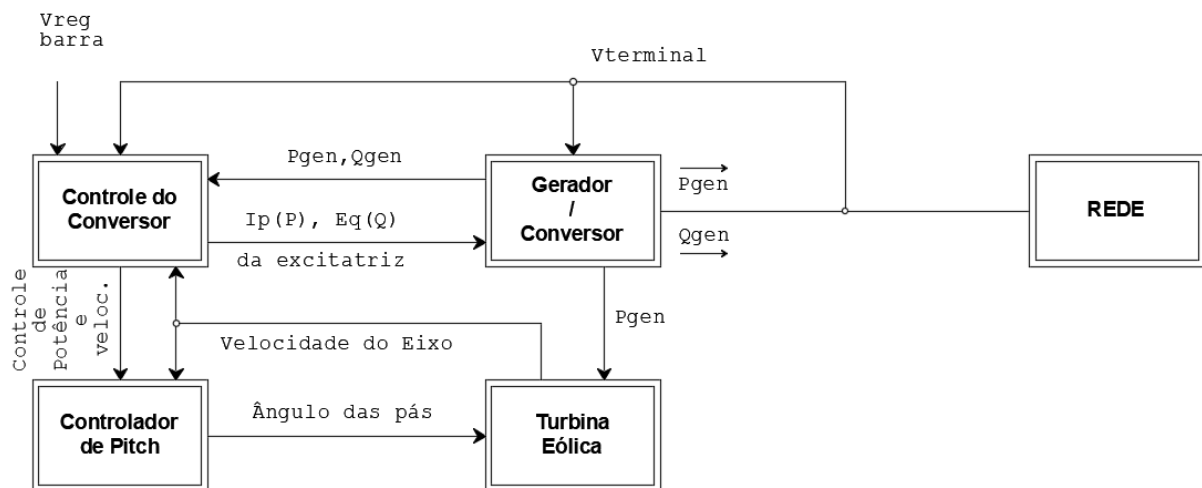 Vreg
barra
Vterminal
Pgen,Qgen
Controle do
Conversor
Ip(P), Eq(Q)
da excitatriz
Gerador
/
Conversor
Pgen
Qgen
REDE
Controle
de
Potência
e
veloc.
Pgen
Velocidade do Eixo
Controlador
de Pitch
Ângulo das pás
Turbina
Eólica